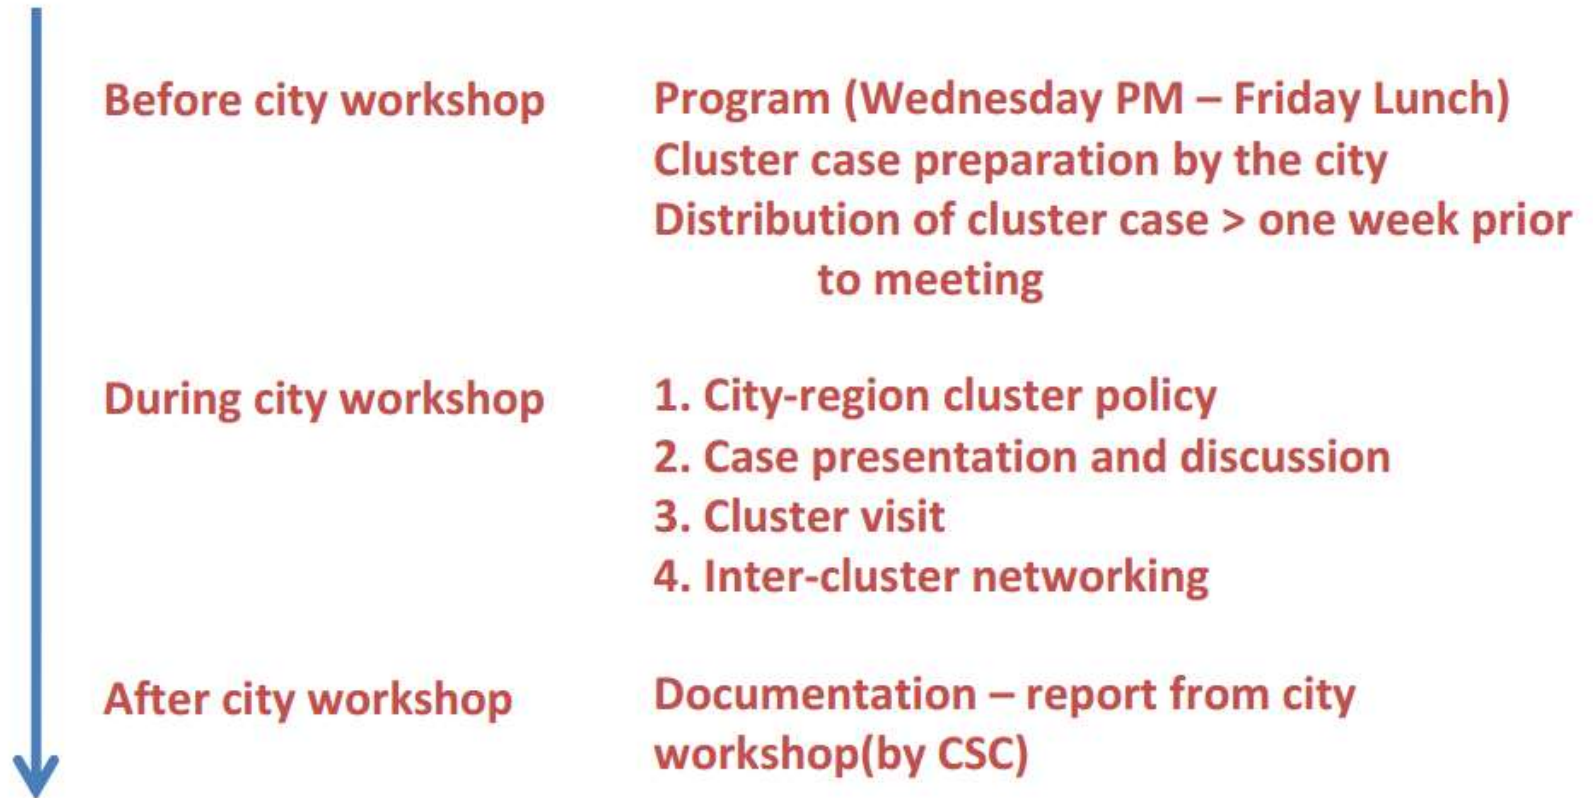 Before city workshop
Program (Wednesday PM – Friday Lunch)
Cluster case preparation by the city
Distribution of cluster case > one week prior
to meeting
During city workshop
1. City-region cluster policy
2. Case presentation and discussion
3. Cluster visit
4. Inter-cluster networking
After city workshop
Documentation – report from city
workshop(by CSC)